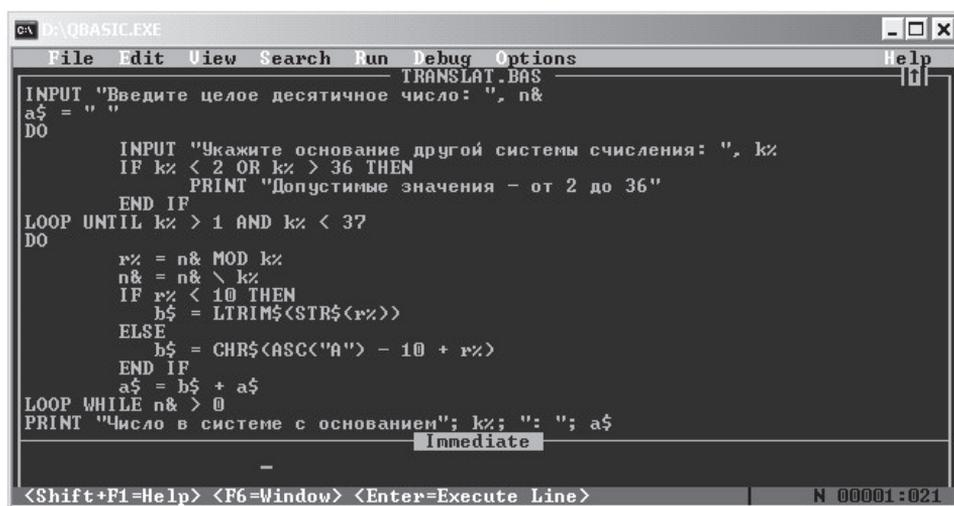 D:\QBASIC.EXE
File Edit View Search Run Debug Options Help
TRANSLAT.BAS
INPUT "Введите целое десятичное число: ", n&
a$ = " "
DO
INPUT "Укажите основание другой системы счисления: ", k%
IF k% < 2 OR k% > 36 THEN
PRINT "Допустимые значения - от 2 до 36"
END IF
LOOP UNTIL k% > 1 AND k% < 37
DO
r% = n& MOD k%
n& = n& \ k%
IF r% < 10 THEN
b$ = LTRIM$(STR$(r%))
ELSE
b$ = CHR$(ASC("A") - 10 + r%)
END IF
a$ = b$ + a$
LOOP WHILE n& > 0
PRINT "Число в системе с основанием"; k%; ": "; a$
Immediate
<Shift+F1=Help> <F6=Window> <Enter=Execute Line> N 00001:021